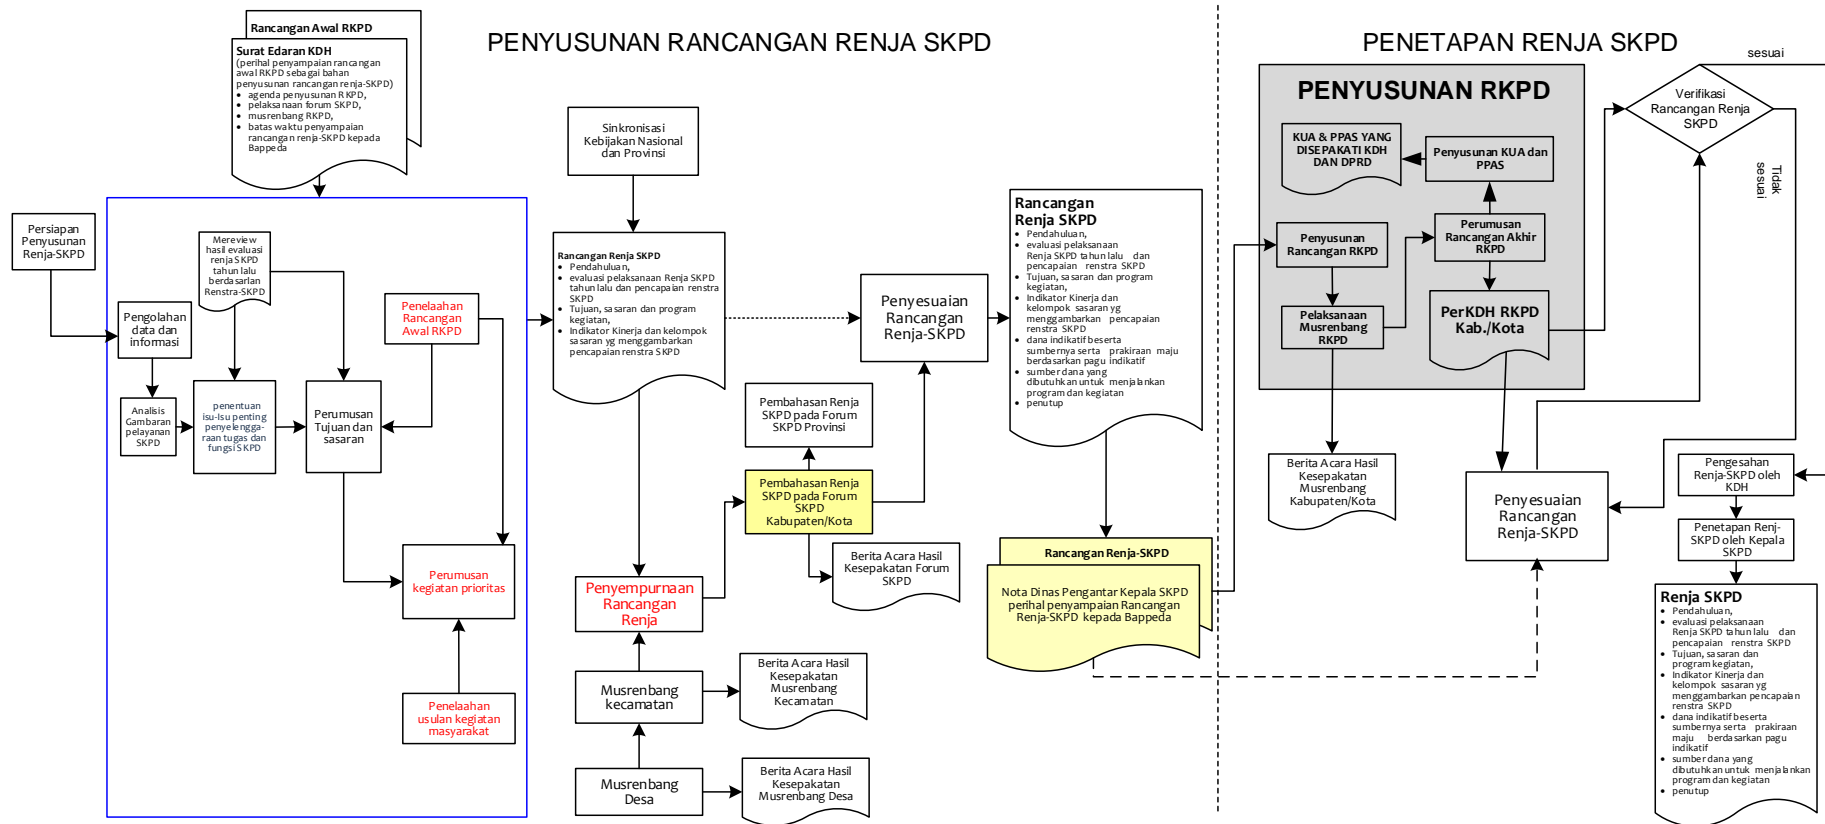 PENYUSUNAN RANCANGAN RENJA SKPD
PENETAPAN RENJA SKPD
Rancangan Awal RKPD
Surat Edaran KDH
(perihal penyampaian rancangan
awal RKPD sebagai bahan
penyusunan rancangan renja-SKPD)
• agenda penyusunan RKPD,
• pelaksanaan forum SKPD,
• musrenbang RKPD,
• batas waktu penyampaian
rancangan renja-SKPD kepada
Bappeda
Persiapan
Penyusunan
Renja-SKPD
Pengolahan
data dan
informasi
Analisis
Gambaran
pelayanan
SKPD
Mereview
hasil evaluasi
renja SKPD
tahun lalu
berdasarlan
Renstra-SKPD
penentuan
isu-Isu penting
penyelengga-
raan tugas dan
fungsi SKPD
Perumusan
Tujuan dan
sasaran
Penelaahan
Rancangan
Awal RKPD
Perumusan
kegiatan prioritas
Penelaahan
usulan kegiatan
masyarakat
Sinkronisasi
Kebijakan Nasional
dan Provinsi
Rancangan Renja SKPD
• Pendahuluan,
• evaluasi pelaksanaan Renja SKPD
tahun lalu dan pencapaian renstra
SKPD
• Tujuan, sasaran dan program
kegiatan,
• Indikator Kinerja dan kelompok
sasaran yg menggambarkan
pencapaian renstra SKPD
Penyempurnaan
Rancangan
Renja
Musrenbang
kecamatan
Musrenbang
Desa
Berita Acara Hasil
Kesepakatan
Musrenbang
Kecamatan
Berita Acara Hasil
Kesepakatan
Musrenbang Desa
Pembahasan Renja
SKPD pada Forum
SKPD Provinsi
Pembahasan Renja
SKPD pada Forum
SKPD
Kabupaten/Kota
Berita Acara Hasil
Kesepakatan Forum
SKPD
Penyesuaian
Rancangan
Renja-SKPD
Rancangan
Renja SKPD
• Pendahuluan,
• evaluasi pelaksanaan
Renja SKPD tahun lalu dan
pencapaian renstra SKPD
• Tujuan, sasaran dan program
kegiatan,
• Indikator Kinerja dan
kelompok sasaran yg
menggambarkan pencapaian
renstra SKPD
• dana indikatif beserta
sumbernya serta prakiraan maju
berdasarkan pagu indikatif
• sumber dana yang
dibutuhkan untuk menjalankan
program dan kegiatan
• penutup
Rancangan Renja-SKPD
Nota Dinas Pengantar Kepala SKPD
perihal penyampaian Rancangan
Renja-SKPD kepada Bappeda
PENYUSUNAN RKPD
KUA & PPAS YANG
DISEPAKATI KDH
DAN DPRD
Penyusunan KUA dan
PPAS
Penyusunan
Rancangan RKPD
Perumusan
Rancangan Akhir
RKPD
Pelaksanaan
Musrenbang
RKPD
PerKDH RKPD
Kab./Kota
Berita Acara Hasil
Kesepakatan
Musrenbang
Kabupaten/Kota
Penyesuaian
Rancangan
Renja-SKPD
Verifikasi
Rancangan Renja
SKPD
sesuai
Tidak
sesuai
Pengesahan
Renja-SKPD oleh
KDH
Penetapan Renj-
SKPD oleh Kepala
SKPD
Renja SKPD
• Pendahuluan,
• evaluasi pelaksanaan
Renja SKPD tahun lalu dan
pencapaian renstra SKPD
• Tujuan, sasaran dan
program kegiatan,
• Indikator Kinerja dan
kelompok sasaran yg
menggambarkan pencapaian
renstra SKPD
• dana indikatif beserta
sumbernya serta prakiraan
maju berdasarkan pagu
indikatif
• sumber dana yang
dibutuhkan untuk menjalankan
program dan kegiatan
• penutup